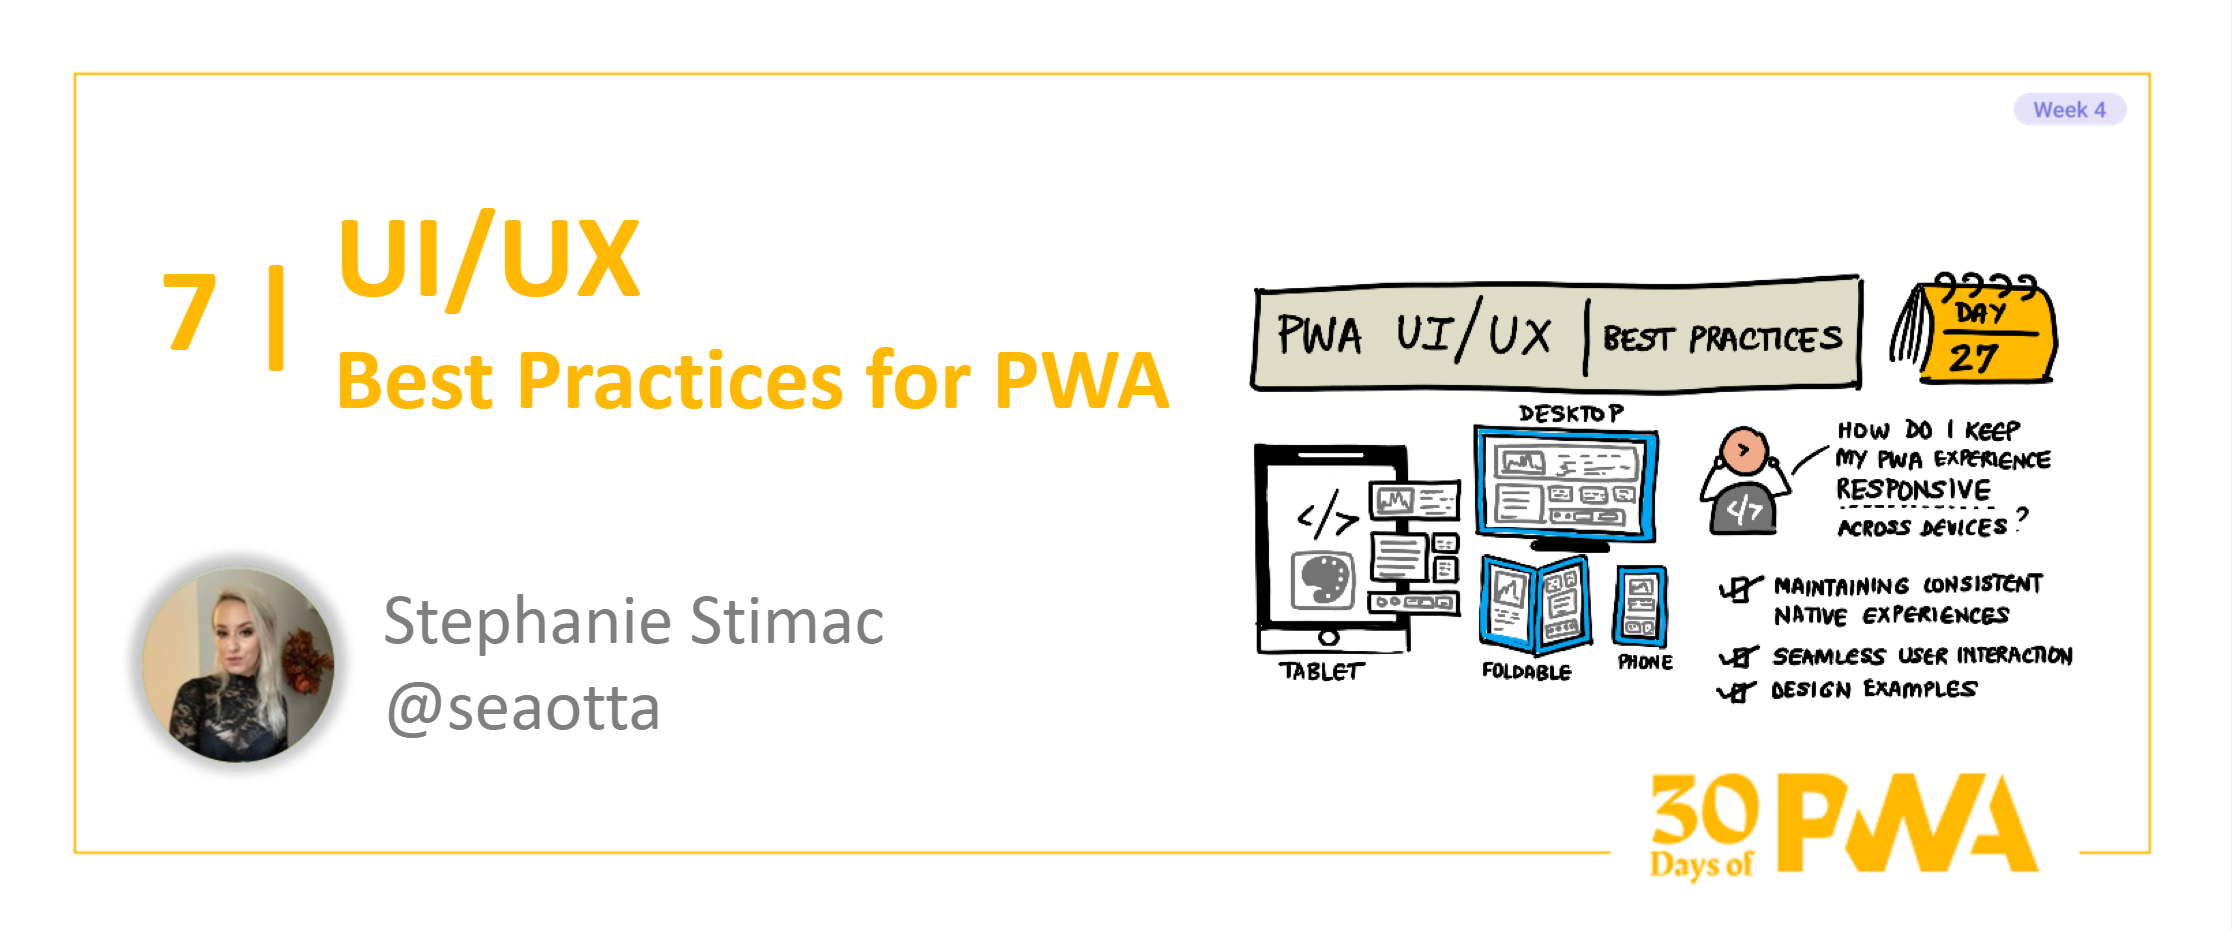 Week 4
7 |
UI/UX
Best Practices for PWA
Stephanie Stimac
@seaotta
PWA UI/UX | BEST PRACTICES
DAY
27
DESKTOP
</>
TABLET
FOLDABLE
PHONE
</>
HOW DO I KEEP
MY PWA EXPERIENCE
RESPONSIVE
ACROSS DEVICES?
MAINTAINING CONSISTENT
NATIVE EXPERIENCES
SEAMLESS USER INTERACTION
DESIGN EXAMPLES
30
Days of
PWA